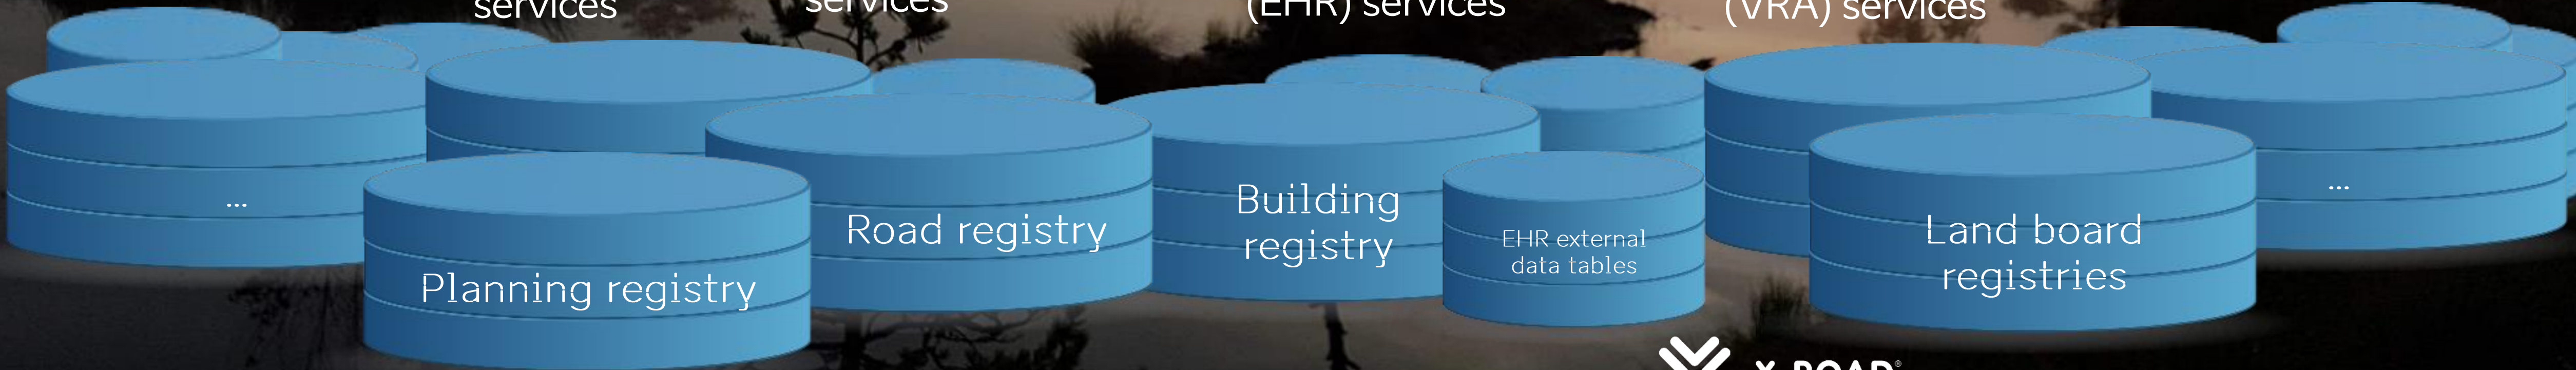 services
services
(EHR) services
(VRA) services
...
Planning registry
Road registry
Building
registry
EHR external
data tables
Land board
registries
...
X-ROAD®